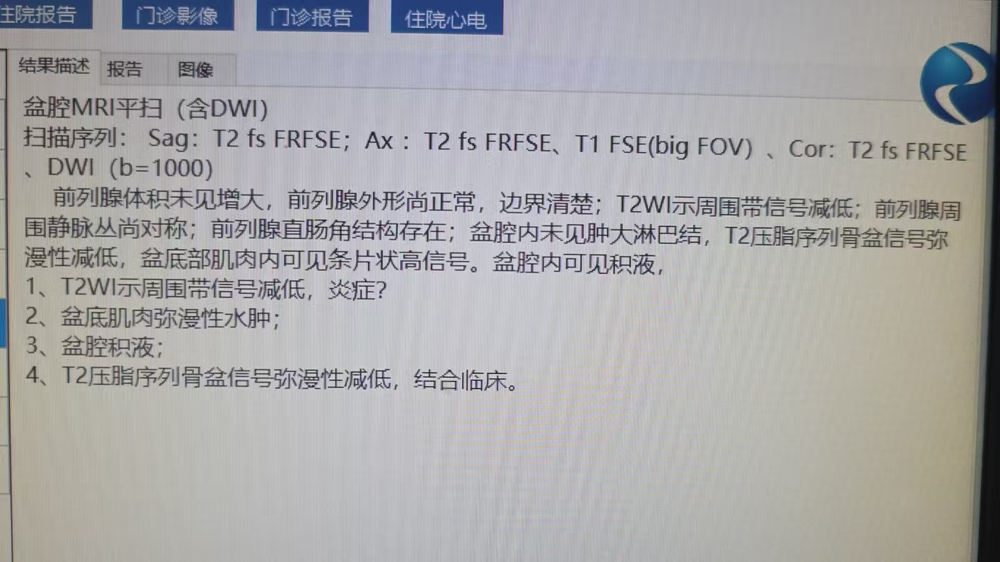 住院报告 门诊影像 门诊报告 住院心电
结果描述 报告 图像
盆腔MRI平扫（含DWI）
扫描序列： Sag：T2 fs FRFSE；Ax ：T2 fs FRFSE、T1 FSE(big FOV) 、Cor：T2 fs FRFSE
、DWI（b=1000）
前列腺体积未见增大，前列腺外形尚正常，边界清楚；T2WI示周围带信号减低；前列腺周
围静脉丛尚对称；前列腺直肠角结构存在；盆腔内未见肿大淋巴结，T2压脂序列骨盆信号弥
漫性减低，盆底部肌肉内可见条片状高信号。盆腔内可见积液，
1、T2WI示周围带信号减低，炎症？
2、盆底肌肉弥漫性水肿；
3、盆腔积液；
4、T2压脂序列骨盆信号弥漫性减低，结合临床。